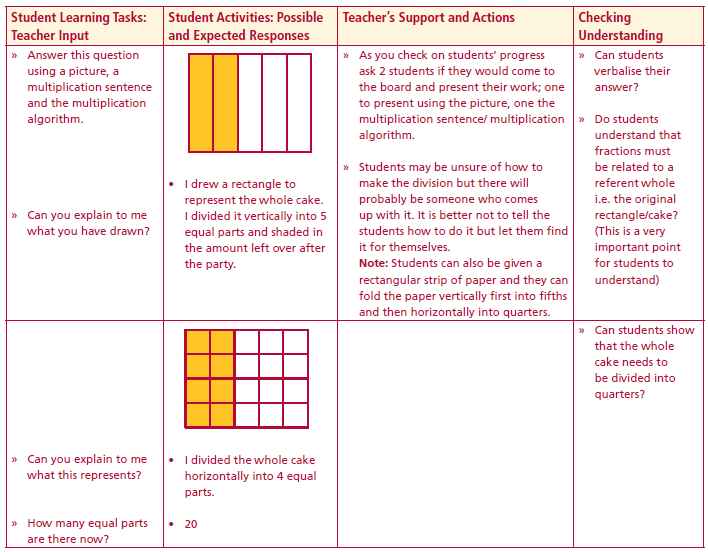 Student Learning Tasks:
Teacher Input
Student Activities: Possible
and Expected Responses
Teacher's Support and Actions
Checking
Understanding
» Answer this question
using a picture, a
multiplication sentence
and the multiplication
algorithm.
» Can you explain to me
what you have drawn?
• I drew a rectangle to
represent the whole cake.
I divided it vertically into 5
equal parts and shaded in
the amount left over after
the party.
» As you check on students' progress
ask 2 students if they would come to
the board and present their work; one
to present using the picture, one the
multiplication sentence/ multiplication
algorithm.
» Students may be unsure of how to
make the division but there will
probably be someone who comes
up with it. It is better not to tell the
students how to do it but let them find
it for themselves.
Note: Students can also be given a
rectangular strip of paper and they can
fold the paper vertically first into fifths
and then horizontally into quarters.
» Can students
verbalise their
answer?
» Do students
understand that
fractions must
be related to a
referent whole
i.e. the original
rectangle/cake?
(This is a very
important point
for students to
understand)
» Can you explain to me
what this represents?
» How many equal parts
are there now?
• I divided the whole cake
horizontally into 4 equal
parts.
• 20
» Can students show
that the whole
cake needs to
be divided into
quarters?